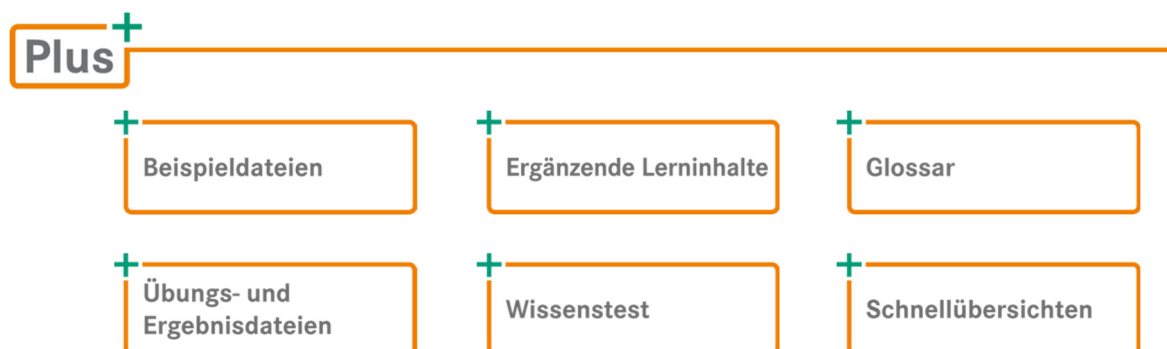 Plus
Beispieldateien
Ergänzende Lerninhalte
Glossar
Übungs- und
Ergebnisdateien
Wissenstest
Schnellübersichten